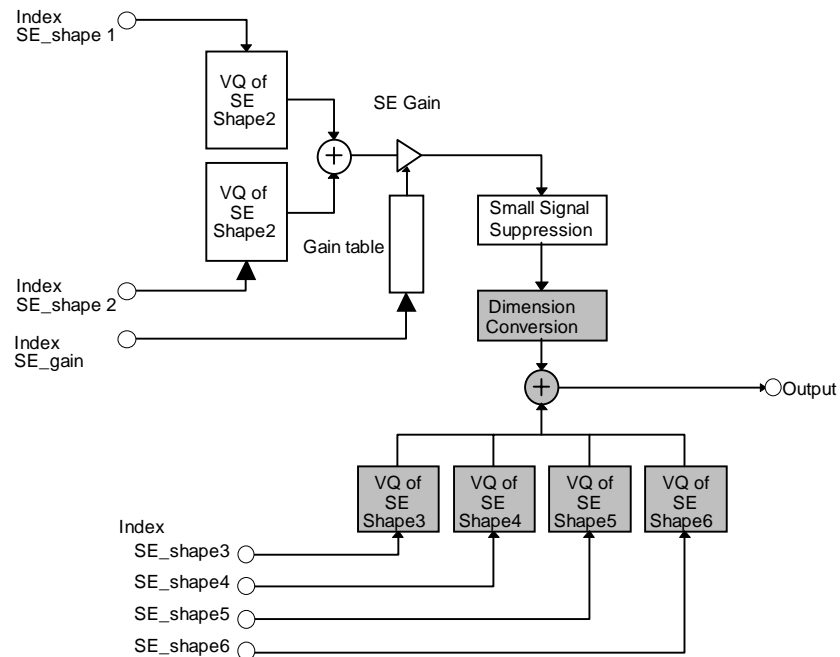 Index
SE_shape 1
VQ of
SE
Shape2
SE Gain
+
VQ of
SE
Shape2
Gain table
Small Signal
Suppression
Index
SE_shape 2
Dimension
Conversion
Index
SE_gain
+
Output
VQ of
SE
Shape3
VQ of
SE
Shape4
VQ of
SE
Shape5
VQ of
SE
Shape6
Index
SE_shape3
SE_shape4
SE_shape5
SE_shape6